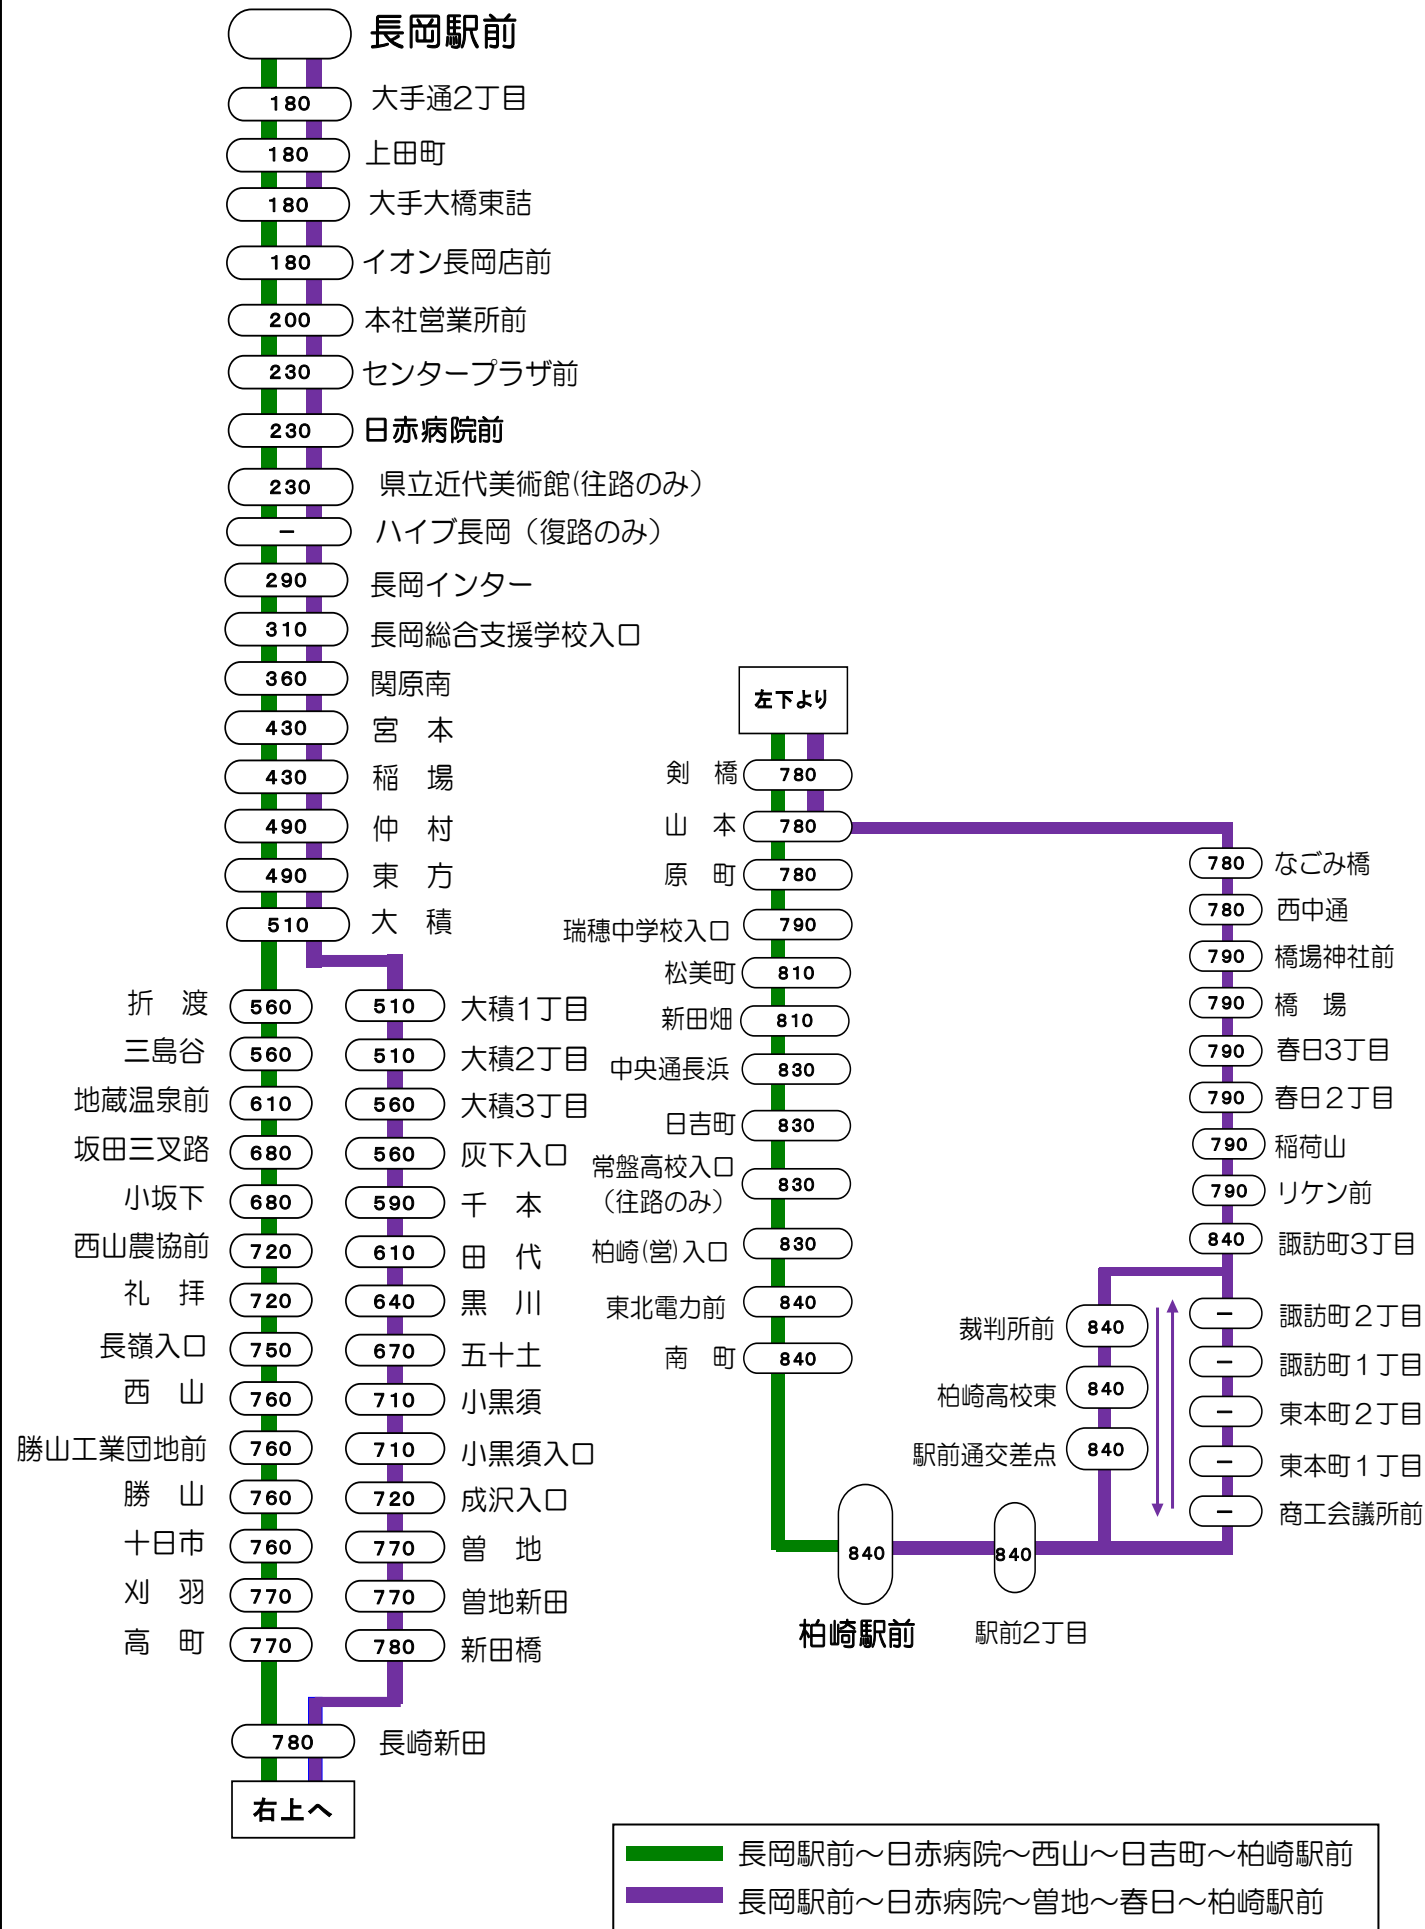 長岡駅前
180 大手通2丁目
180 上田町
180 大手大橋東詰
180 イオン長岡店前
200 本社営業所前
230 センタープラザ前
230 日赤病院前
230 県立近代美術館(往路のみ)
－ ハイブ長岡（復路のみ）
290 長岡インター
310 長岡総合支援学校入口
360 関原南
430 宮　本
430 稲　場
490 仲　村
490 東　方
510 大　積
折　渡 560
三島谷 560
地蔵温泉前 610
坂田三叉路 680
小坂下 680
西山農協前 720
礼　拝 720
長嶺入口 750
西　山 760
勝山工業団地前 760
勝　山 760
十日市 760
刈　羽 770
高　町 770
510 大積1丁目
510 大積2丁目
560 大積3丁目
560 灰下入口
590 千　本
610 田　代
640 黒　川
670 五十土
710 小黒須
710 小黒須入口
720 成沢入口
770 曽　地
770 曽地新田
780 新田橋
780 長崎新田
右上へ
左下より
剣　橋 780
山　本 780
原　町 780
瑞穂中学校入口 790
松美町 810
新田畑 810
中央通長浜 830
日吉町 830
常盤高校入口 830
（往路のみ）
柏崎(営)入口 830
東北電力前 840
南　町 840
780 なごみ橋
780 西中通
790 橋場神社前
790 橋　場
790 春日3丁目
790 春日２丁目
790 稲荷山
790 リケン前
840 諏訪町3丁目
裁判所前 840
柏崎高校東 840
駅前通交差点 840
－ 諏訪町２丁目
－ 諏訪町１丁目
－ 東本町２丁目
－ 東本町１丁目
－ 商工会議所前
840 柏崎駅前
840 駅前2丁目
長岡駅前～日赤病院～西山～日吉町～柏崎駅前
長岡駅前～日赤病院～曽地～春日～柏崎駅前